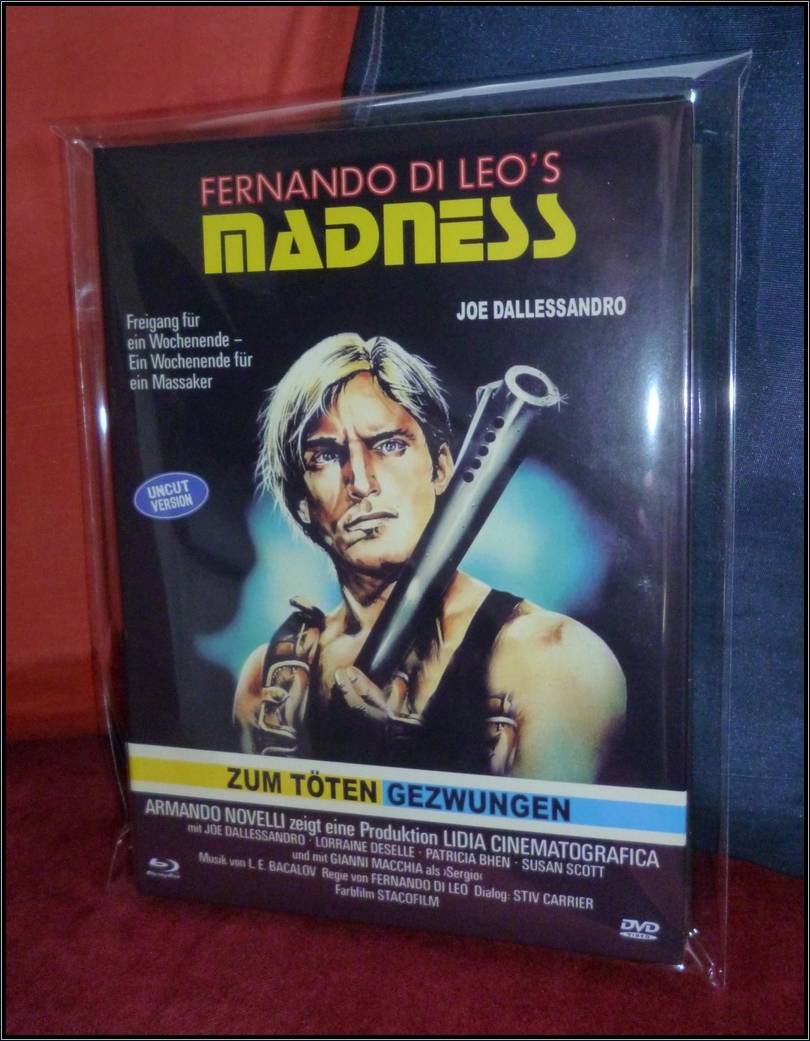 FERNANDO DI LEO'S
MADNESS
JOE DALLESSANDRO
Freigang für
ein Wochenende –
Ein Wochenende für
ein Massaker
UNCUT
VERSION
ZUM TÖTEN GEZWUNGEN
ARMANDO NOVELLI zeigt eine Produktion LIDIA CINEMATOGRAFICA
mit JOE DALLESSANDRO · LORRAINE DESELLE · PATRICIA BHEN · SUSAN SCOTT
und mit GIANNI MACCHIA als ›Sergio‹
Musik von L. E. BACALOV Regie von FERNANDO DI LEO Dialog: STIV CARRIER
Farbfilm STACOFILM
DVD
VIDEO